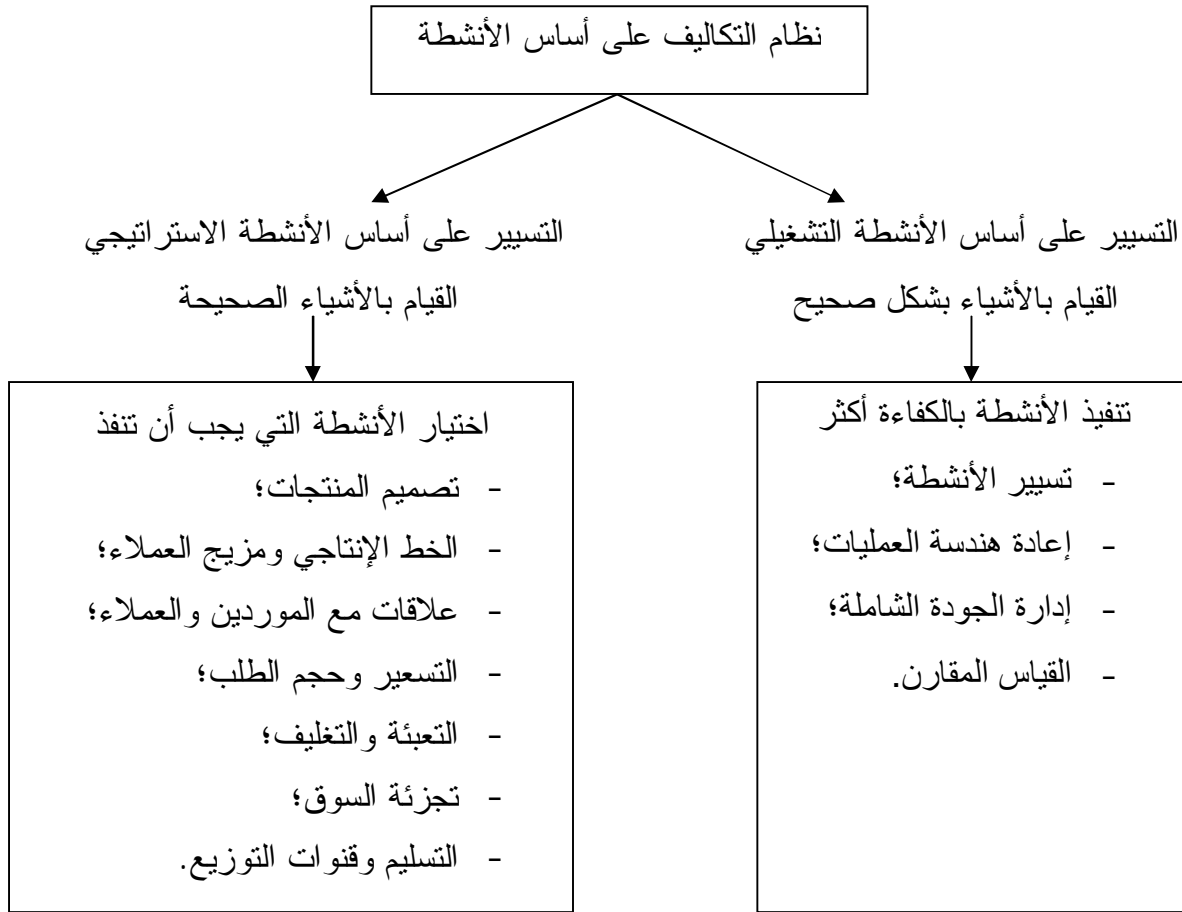 نظام التكاليف على أساس الأنشطة
التسيير على أساس الأنشطة التشغيلي
القيام بالأشياء بشكل صحيح
تنفيذ الأنشطة بالكفاءة أكثر
- تسيير الأنشطة؛
- إعادة هندسة العمليات؛
- إدارة الجودة الشاملة؛
- القياس المقارن.
التسيير على أساس الأنشطة الاستراتيجي
القيام بالأشياء الصحيحة
اختيار الأنشطة التي يجب أن تنفذ
- تصميم المنتجات؛
- الخط الإنتاجي ومزيج العملاء؛
- علاقات مع الموردين والعملاء؛
- التسعير وحجم الطلب؛
- التعبئة والتغليف؛
- تجزئة السوق؛
- التسليم وقنوات التوزيع.